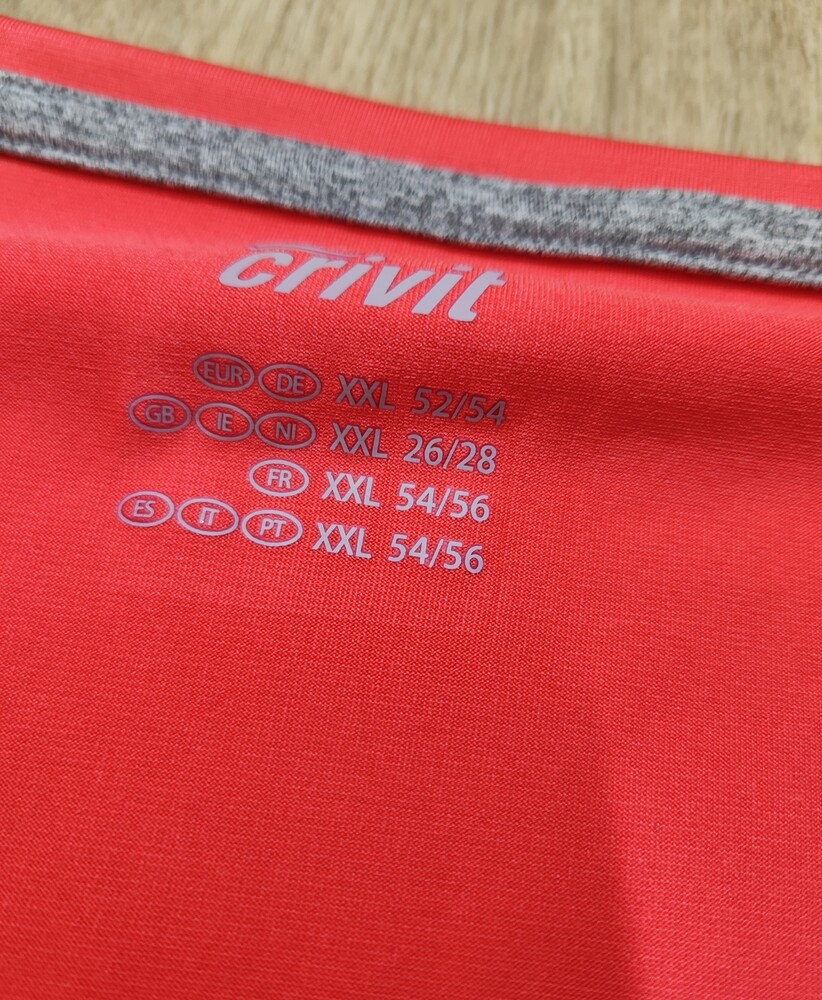 crivit
EUR DE XXL 52/54
GB IE NI XXL 26/28
FR XXL 54/56
ES IT PT XXL 54/56